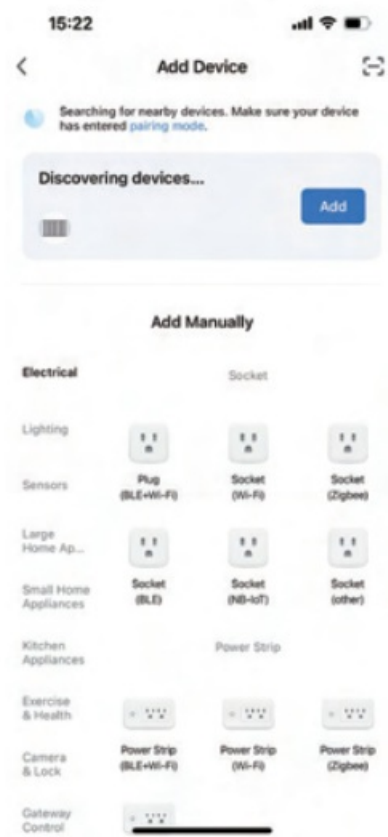 15:22
Add Device
Searching for nearby devices. Make sure your device
has entered pairing mode.
Discovering devices...
Add
Add Manually
Electrical
Socket
Lighting
Plug
(BLE+Wi-Fi)
Socket
(Wi-Fi)
Socket
(Zigbee)
Sensors
Large
Home Ap...
Socket
(BLE)
Socket
(NB-IoT)
Socket
(other)
Small Home
Appliances
Kitchen
Appliances
Power Strip
Exercise
& Health
Power Strip
(BLE+Wi-Fi)
Power Strip
(Wi-Fi)
Power Strip
(Zigbee)
Camera
& Lock
Gateway
Control